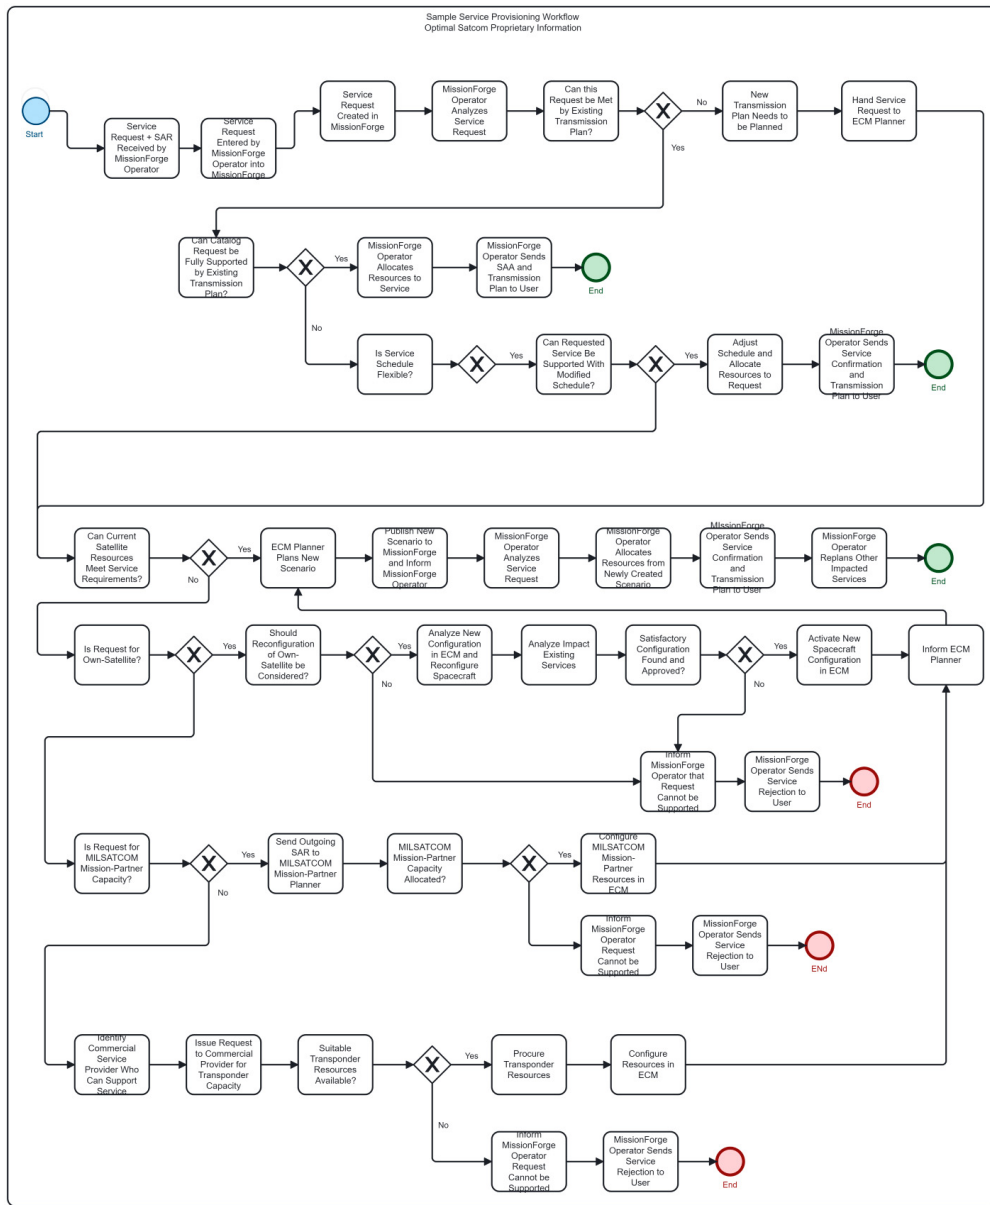 Sample Service Provisioning Workflow
Optimal Satcom Proprietary Information
Start
Service
Request + SAR
Received by
MissionForge
Operator
Service
Request
Entered by
MissionForge
Operator into
MissionForge
Service
Request
Created in
MissionForge
MissionForge
Operator
Analyzes
Service
Request
Can this
Request be Met
by Existing
Transmission
Plan?
X
No
Yes
New
Transmission
Plan Needs to
be Planned
Hand Service
Request to
ECM Planner
Can Catalog
Request be
Fully Supported
by Existing
Transmission
Plan?
X
Yes
No
MissionForge
Operator
Allocates
Resources to
Service
MissionForge
Operator Sends
SAA and
Transmission
Plan to User
End
Is Service
Schedule
Flexible?
X
Yes
Can Requested
Service Be
Supported With
Modified
Schedule?
X
Yes
Adjust
Schedule and
Allocate
Resources to
Request
MissionForge
Operator Sends
Service
Confirmation
and
Transmission
Plan to User
End
Can Current
Satellite
Resources
Meet Service
Requirements?
X
Yes
No
ECM Planner
Plans New
Scenario
Publish New
Scenario to
MissionForge
and Inform
MissionForge
Operator
MissionForge
Operator
Analyzes
Service
Request
MissionForge
Operator
Allocates
Resources from
Newly Created
Scenario
MIssionForge
Operator Sends
Service
Confirmation
and
Transmission
Plan to User
MissionForge
Operator
Replans Other
Impacted
Services
End
Is Request for
Own-Satellite?
X
Yes
Should
Reconfiguration
of Own-
Satellite be
Considered?
X
Yes
No
Analyze New
Configuration
in ECM and
Reconfigure
Spacecraft
Analyze Impact
Existing
Services
Satisfactory
Configuration
Found and
Approved?
X
Yes
No
Activate New
Spacecraft
Configuration
in ECM
Inform ECM
Planner
Inform
MissionForge
Operator that
Request
Cannot be
Supported
MissionForge
Operator Sends
Service
Rejection to
User
End
Is Request for
MILSATCOM
Mission-Partner
Capacity?
X
Yes
No
Send Outgoing
SAR to
MILSATCOM
Mission-Partner
Planner
MILSATCOM
Mission-Partner
Capacity
Allocated?
X
Yes
No
Configure
MILSATCOM
Mission-
Partner
Resources in
ECM
Inform
MissionForge
Operator
Request
Cannot be
Supported
MissionForge
Operator Sends
Service
Rejection to
User
ENd
Identify
Commercial
Service
Provider Who
Can Support
Service
Issue Request
to Commercial
Provider for
Transponder
Capacity
Suitable
Transponder
Resources
Available?
X
Yes
No
Procure
Transponder
Resources
Configure
Resources in
ECM
Inform
MissionForge
Operator
Request
Cannot be
Supported
MissionForge
Operator Sends
Service
Rejection to
User
End